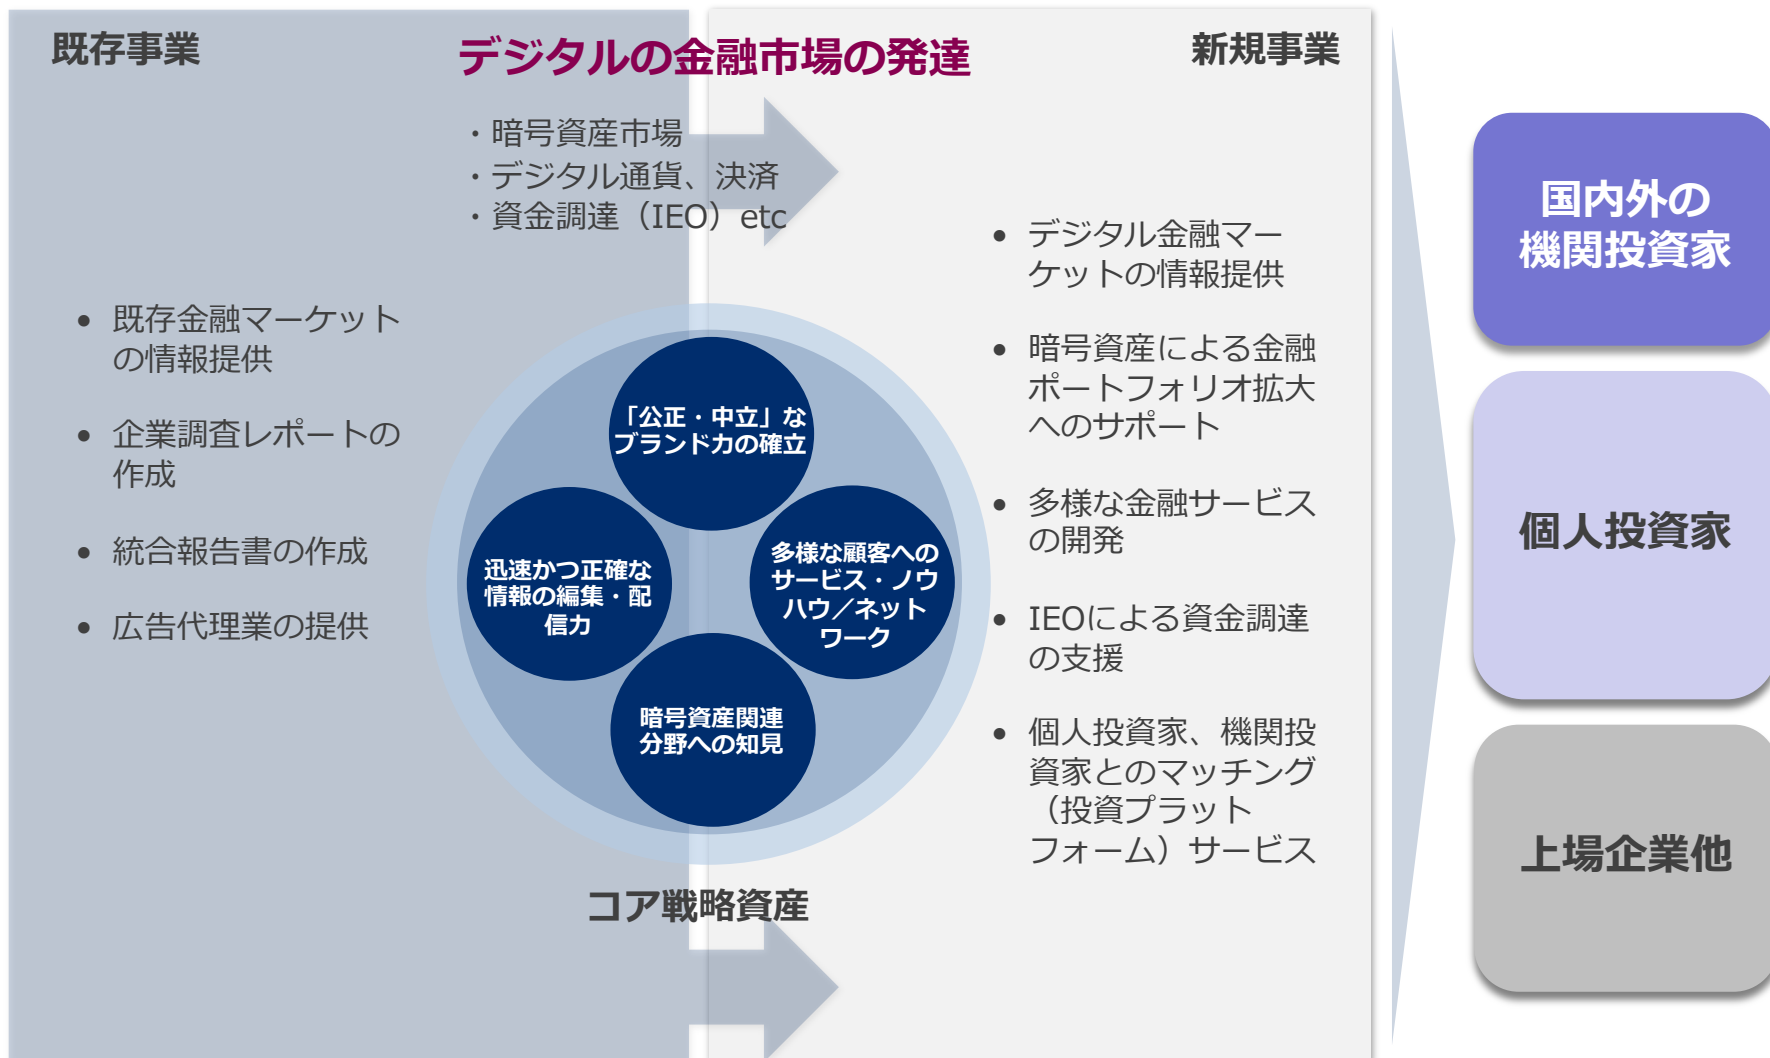 既存事業
デジタルの金融市場の発達
新規事業
・暗号資産市場
・デジタル通貨、決済
・資金調達（IEO）etc
• 既存金融マーケット
の情報提供
• 企業調査レポートの
作成
• 統合報告書の作成
• 広告代理業の提供
「公正・中立」な
ブランド力の確立
迅速かつ正確な
情報の編集・配
信力
多様な顧客への
サービス・ノウ
ハウ／ネット
ワーク
暗号資産関連
分野への知見
コア戦略資産
• デジタル金融マー
ケットの情報提供
• 暗号資産による金融
ポートフォリオ拡大
へのサポート
• 多様な金融サービス
の開発
• IEOによる資金調達
の支援
• 個人投資家、機関投
資家とのマッチング
（投資プラット
フォーム）サービス
国内外の
機関投資家
個人投資家
上場企業他